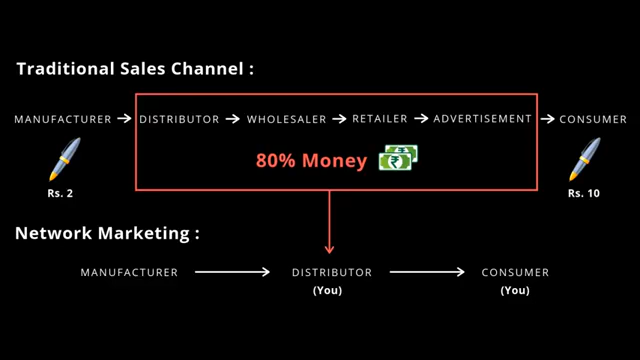 Traditional Sales Channel :
MANUFACTURER → DISTRIBUTOR → WHOLESALER → RETAILER → ADVERTISEMENT → CONSUMER
80% Money ₹
Rs. 2
Rs. 10
Network Marketing :
MANUFACTURER → DISTRIBUTOR → CONSUMER
(You) (You)